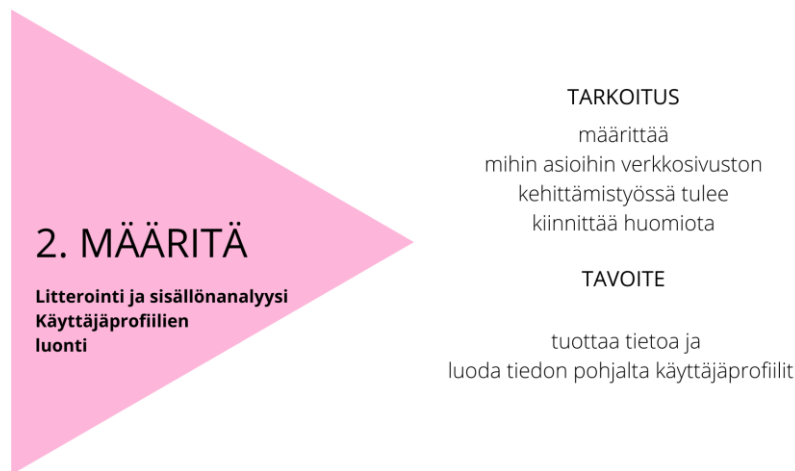 2. MÄÄRITÄ
Litterointi ja sisällönanalyysi
Käyttäjäprofiilien
luonti
TARKOITUS
määrittää
mihin asioihin verkkosivuston
kehittämistyössä tulee
kiinnittää huomiota
TAVOITE
tuottaa tietoa ja
luoda tiedon pohjalta käyttäjäprofiilit